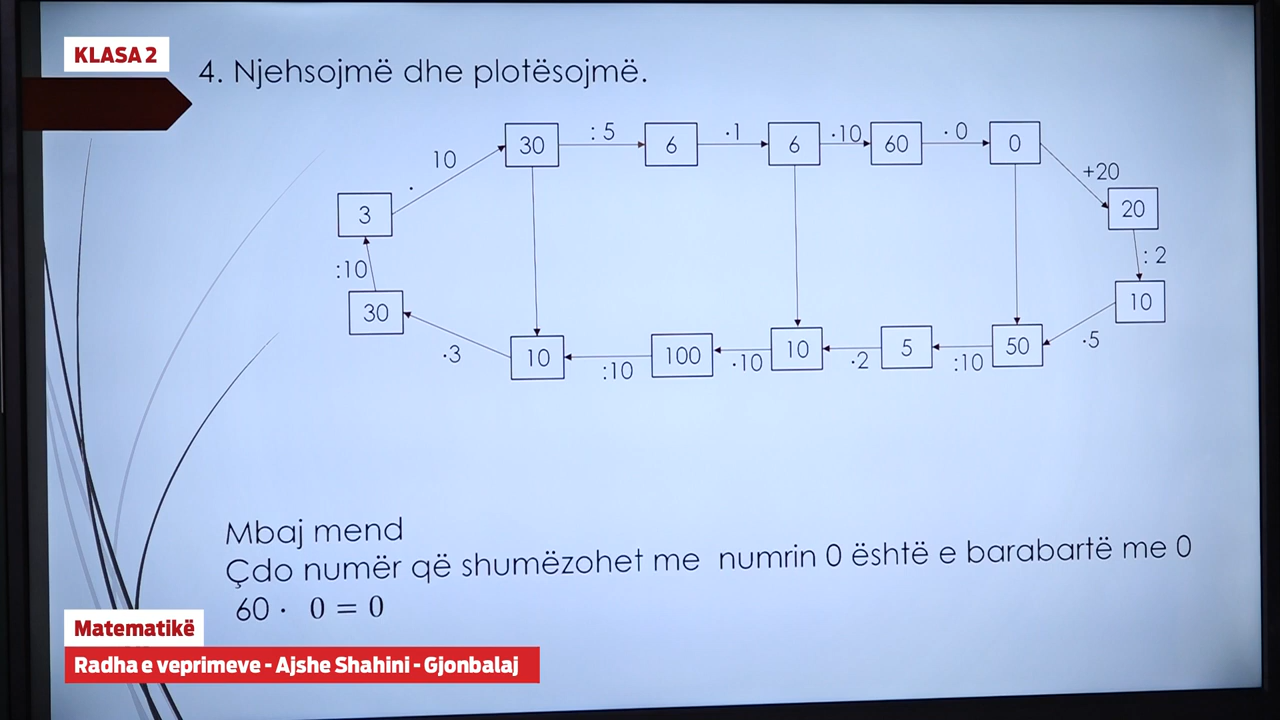 KLASA 2
4. Njehsojmë dhe plotësojmë.
30 : 5 6 ·1 6 ·10 60 · 0 0
· 10 +20
3 20
:10 : 2
30 10
·3 10 :10 100 ·10 10 ·2 5 :10 50 ·5
Mbaj mend
Çdo numër që shumëzohet me numrin 0 është e barabartë me 0
60 · 0 = 0
Matematikë
Radha e veprimeve - Ajshe Shahini - Gjonbalaj